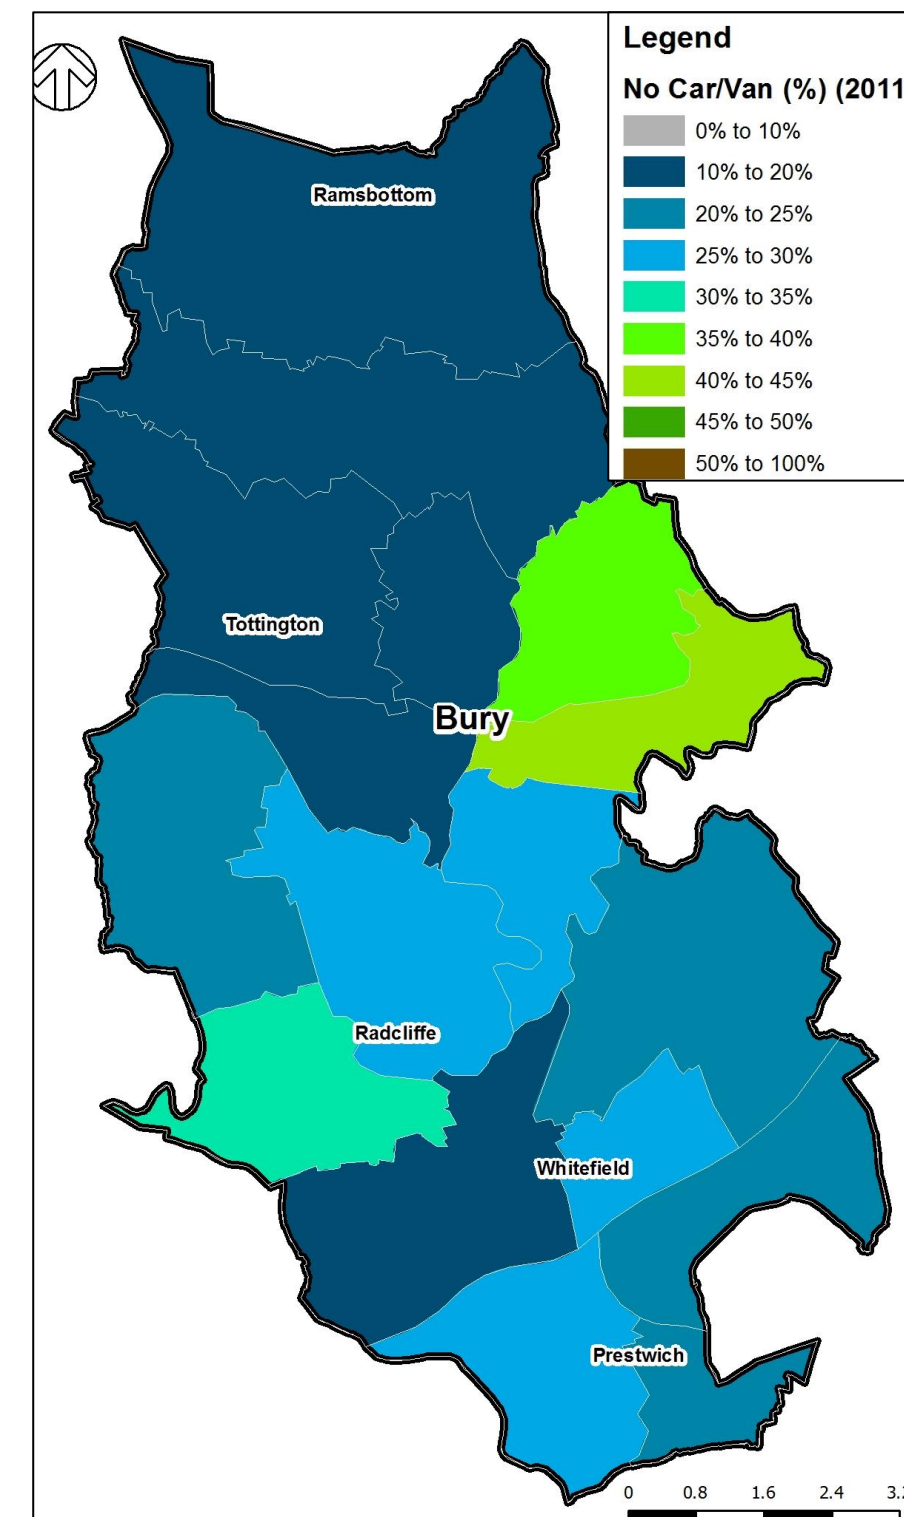 Legend
No Car/Van (%) (2011
0% to 10%
10% to 20%
20% to 25%
25% to 30%
30% to 35%
35% to 40%
40% to 45%
45% to 50%
50% to 100%
Ramsbottom
Tottington
Bury
Radcliffe
Whitefield
Prestwich
0 0.8 1.6 2.4 3.2